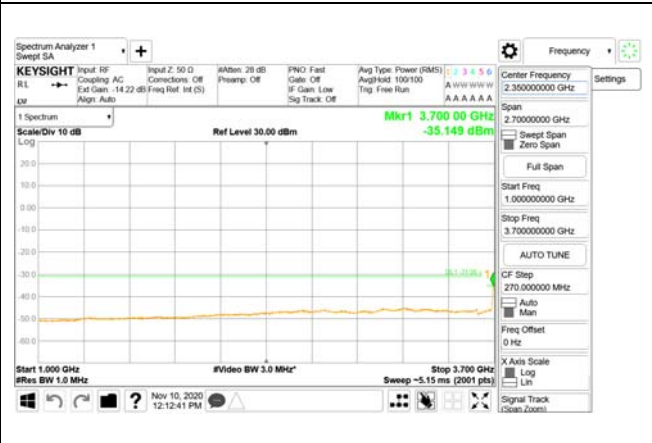 Spectrum Analyzer 1
Swept SA
Frequency
KEYSIGHT
Input: RF
Coupling: AC
Ext Gain: -14.22 dB
Align: Auto
Input Z: 50 Ω
Corrections: Off
Freq Ref: Int (S)
#Atten: 28 dB
Preamp: Off
PNO: Fast
Gate: Off
IF Gain: Low
Sig Track: Off
Avg Type: Power (RMS)
Avg|Hold: 100/100
Trig: Free Run
1 2 3 4 5 6
A W W W W W
A A A A A A
RL
1 Spectrum
Mkr1 3.700 00 GHz
Scale/Div 10 dB
Ref Level 30.00 dBm
-35.149 dBm
Log
20.0
10.0
0.00
-10.0
-20.0
-30.0
1
-40.0
-50.0
-60.0
Start 1.000 GHz
#Video BW 3.0 MHz*
Stop 3.700 GHz
#Res BW 1.0 MHz
Sweep ~5.15 ms (2001 pts)
Nov 10, 2020
12:12:41 PM
?
Center Frequency
2.350000000 GHz
Settings
Span
2.70000000 GHz
Swept Span
Zero Span
Full Span
Start Freq
1.000000000 GHz
Stop Freq
3.700000000 GHz
AUTO TUNE
CF Step
270.000000 MHz
Auto
Man
Freq Offset
0 Hz
X Axis Scale
Log
Lin
Signal Track
(Span Zoom)